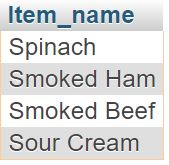 Item_name
Spinach
Smoked Ham
Smoked Beef
Sour Cream